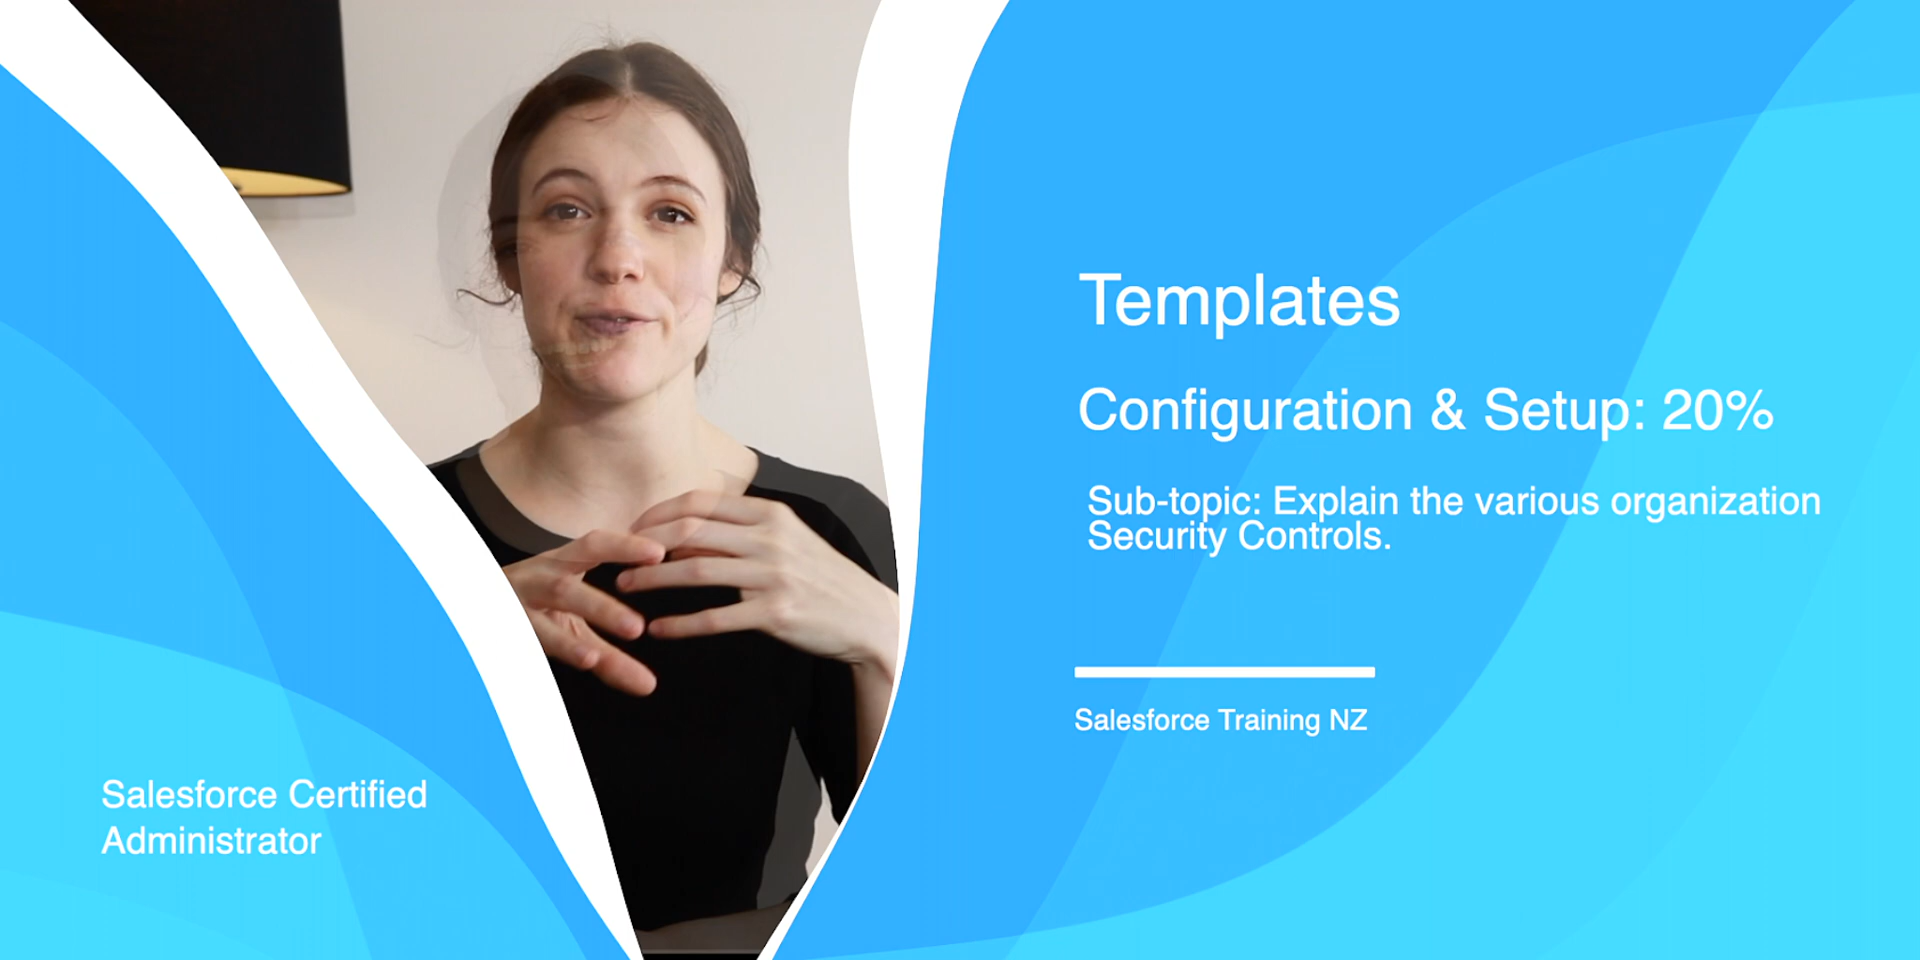 Templates
Configuration & Setup: 20%
Sub-topic: Explain the various organization
Security Controls.
Salesforce Training NZ
Salesforce Certified
Administrator